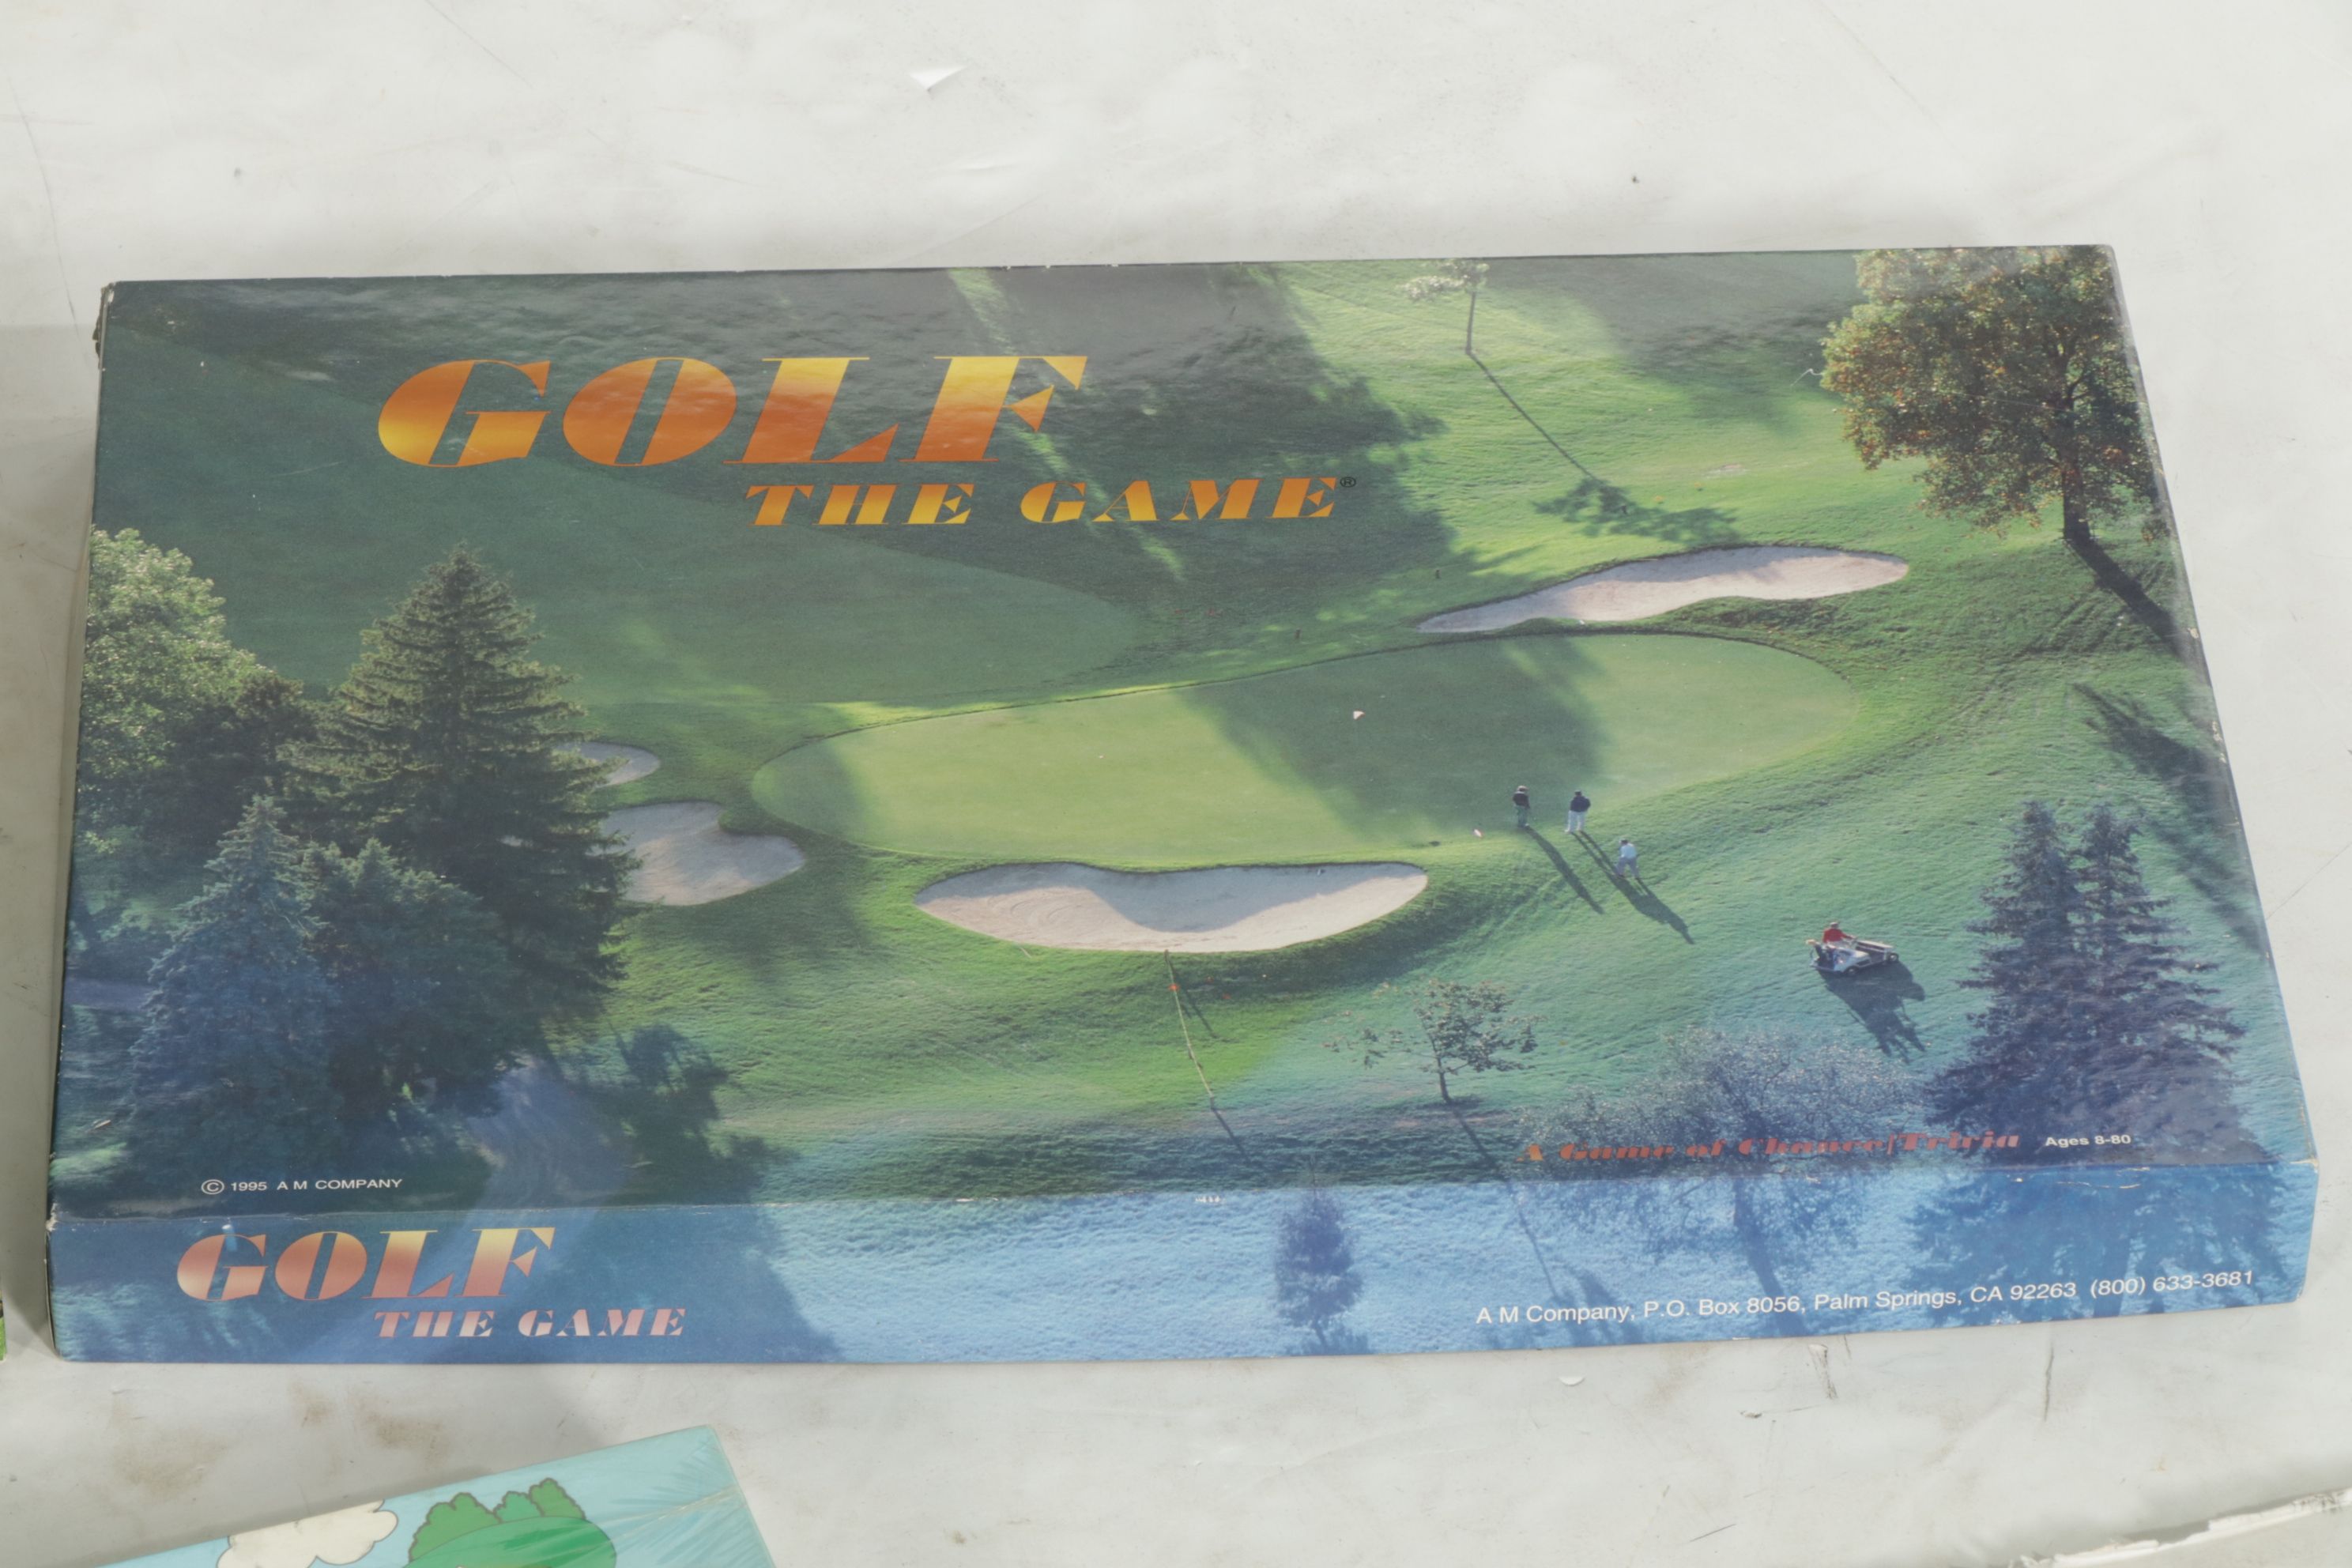 GOLF
THE GAME®
A Game of Chance/Trivia Ages 8-80
© 1995 A M COMPANY
GOLF
THE GAME
A M Company, P.O. Box 8056, Palm Springs, CA 92263 (800) 633-3681